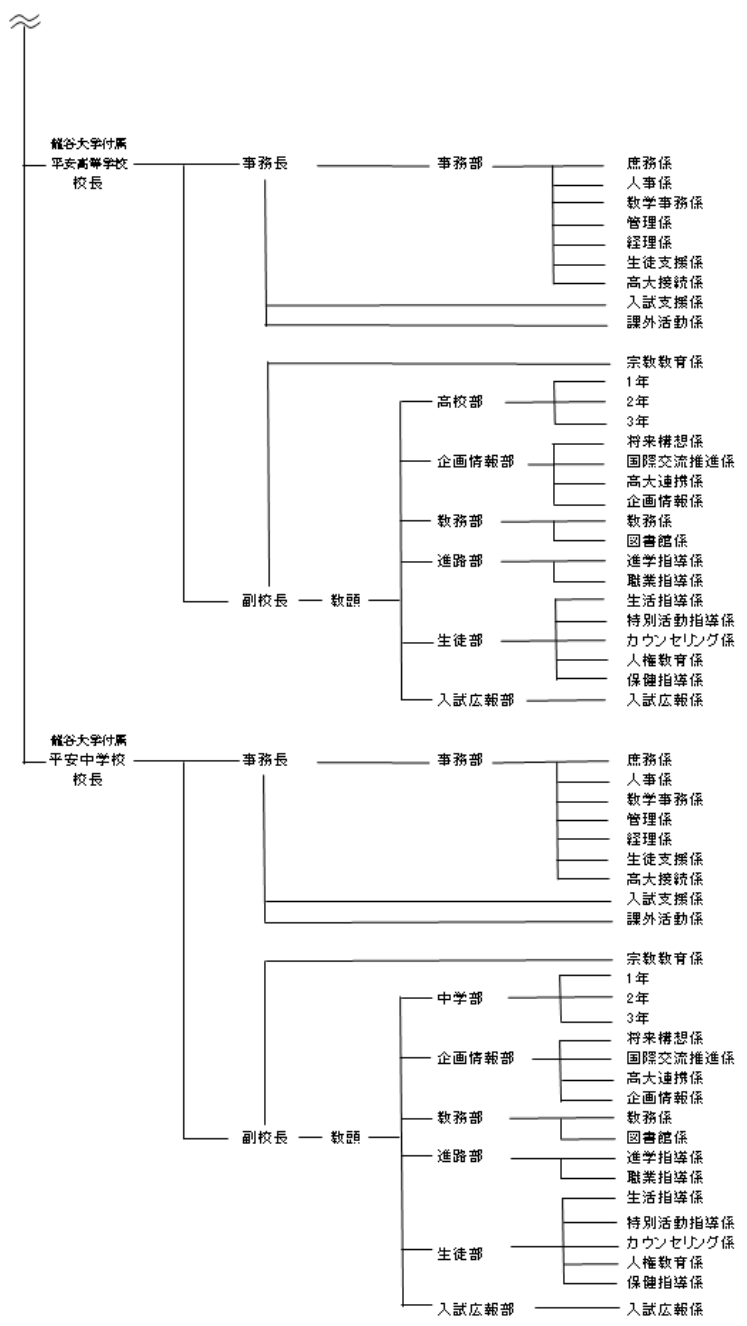 龍谷大学付属
平安高等学校
校長
事務長
事務部
庶務係
人事係
教学事務係
管理係
経理係
生徒支援係
高大接続係
入試支援係
課外活動係
宗教教育係
高校部
1年
2年
3年
企画情報部
将来構想係
国際交流推進係
高大連携係
企画情報係
教務部
教務係
図書館係
進路部
進学指導係
職業指導係
副校長
教頭
生徒部
生活指導係
特別活動指導係
カウンセリング係
人権教育係
保健指導係
入試広報部
入試広報係
龍谷大学付属
平安中学校
校長
事務長
事務部
庶務係
人事係
教学事務係
管理係
経理係
生徒支援係
高大接続係
入試支援係
課外活動係
宗教教育係
中学部
1年
2年
3年
企画情報部
将来構想係
国際交流推進係
高大連携係
企画情報係
副校長
教頭
教務部
教務係
図書館係
進路部
進学指導係
職業指導係
生徒部
生活指導係
特別活動指導係
カウンセリング係
人権教育係
保健指導係
入試広報部
入試広報係